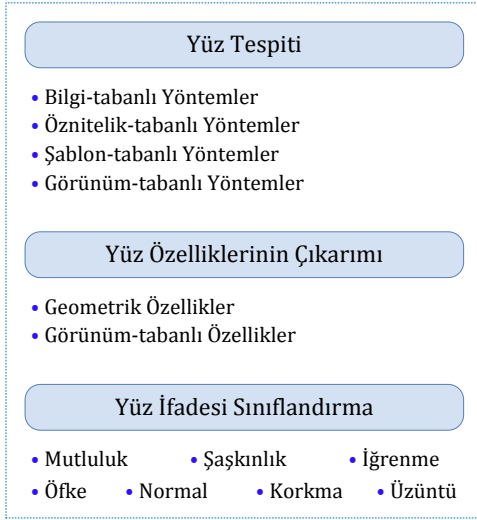 Yüz Tespiti
• Bilgi-tabanlı Yöntemler
• Öznitelik-tabanlı Yöntemler
• Şablon-tabanlı Yöntemler
• Görünüm-tabanlı Yöntemler
Yüz Özelliklerinin Çıkarımı
• Geometrik Özellikler
• Görünüm-tabanlı Özellikler
Yüz İfadesi Sınıflandırma
• Mutluluk • Şaşkınlık • İğrenme
• Öfke • Normal • Korkma • Üzüntü